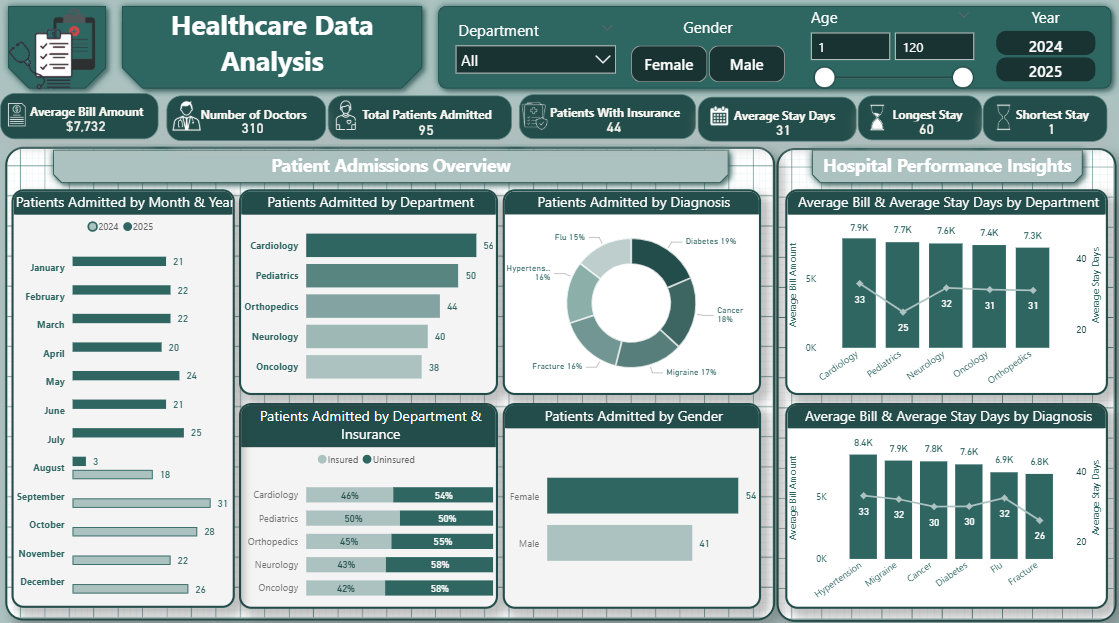 Healthcare Data
Analysis
Department
All
Gender
Female
Male
Age
1
120
Year
2024
2025
Average Bill Amount
$7,732
Number of Doctors
310
Total Patients Admitted
95
Patients With Insurance
44
Average Stay Days
31
Longest Stay
60
Shortest Stay
1
Patient Admissions Overview
Hospital Performance Insights
Patients Admitted by Month & Year
2024 2025
January 21
February 22
March 22
April 20
May 24
June 21
July 25
August 3
18
September 31
October 28
November 22
December 26
Patients Admitted by Department
Cardiology 56
Pediatrics 50
Orthopedics 44
Neurology 40
Oncology 38
Patients Admitted by Diagnosis
Flu 15%
Diabetes 19%
Hypertens...
16%
Cancer
18%
Fracture 16%
Migraine 17%
Patients Admitted by Department &
Insurance
Insured Uninsured
Cardiology 46% 54%
Pediatrics 50% 50%
Orthopedics 45% 55%
Neurology 43% 58%
Oncology 42% 58%
Patients Admitted by Gender
Female 54
Male 41
Average Bill & Average Stay Days by Department
Average Bill Amount
5K
0K
7.9K 7.7K 7.6K 7.4K 7.3K
33 25 32 31 31
Cardiology Pediatrics Neurology Oncology Orthopedics
40
20
Average Stay Days
Average Bill & Average Stay Days by Diagnosis
Average Bill Amount
5K
0K
8.4K 7.9K 7.8K 7.6K 6.9K 6.8K
33 32 30 30 32 26
Hypertension Migraine Cancer Diabetes Flu Fracture
40
20
Average Stay Days